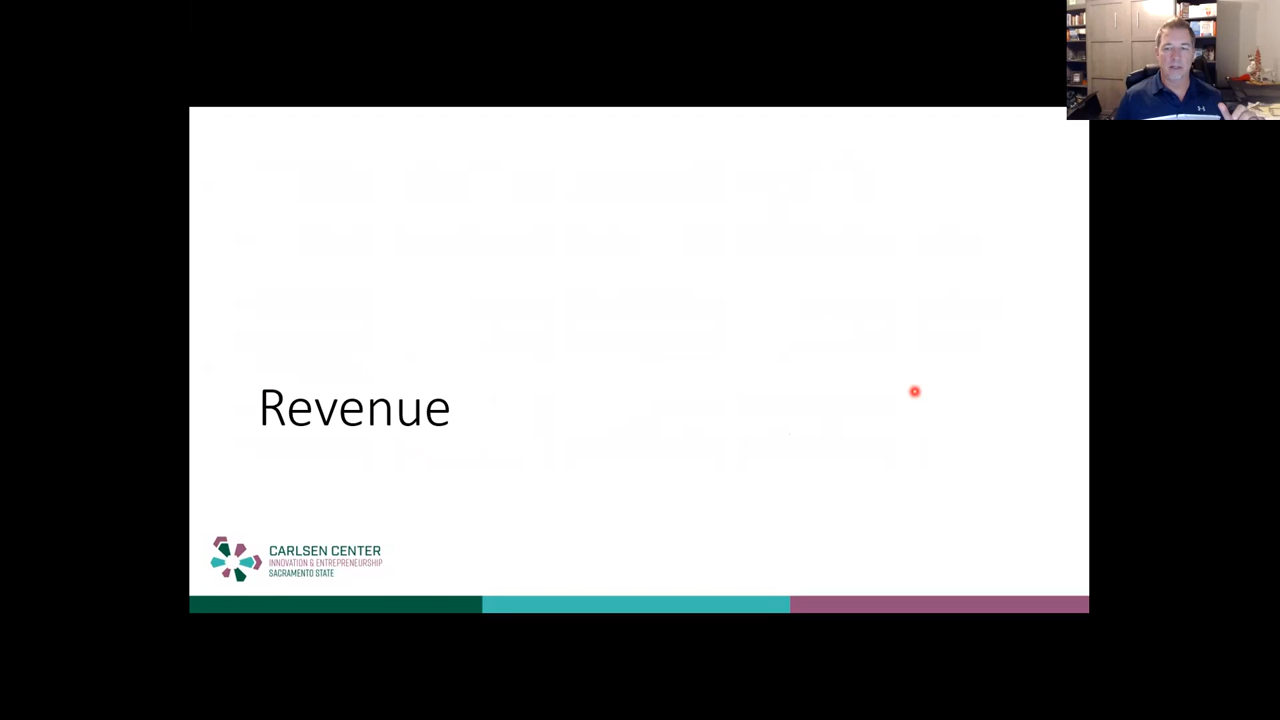 Revenue
CARLSEN CENTER
INNOVATION & ENTREPRENEURSHIP
SACRAMENTO STATE